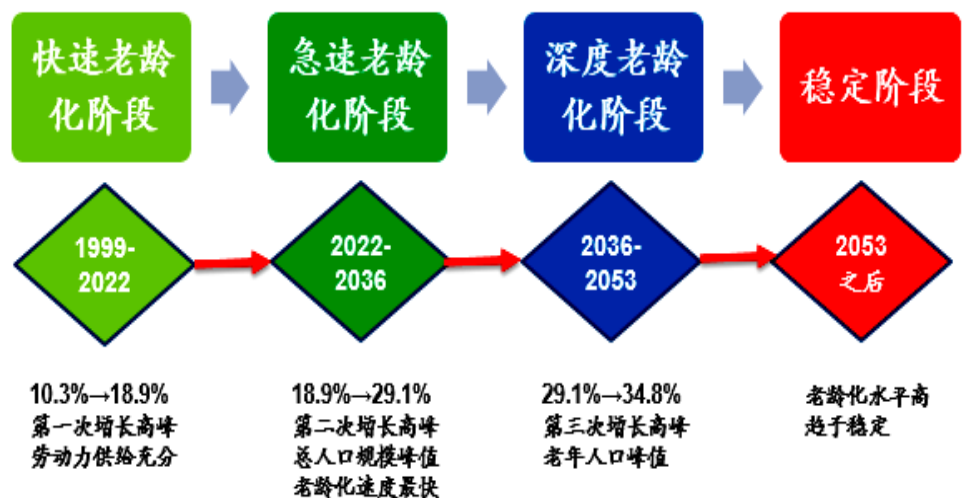 快速老龄
化阶段
急速老龄
化阶段
深度老龄
化阶段
稳定阶段
1999-
2022
2022-
2036
2036-
2053
2053
之后
10.3%→18.9%
第一次增长高峰
劳动力供给充分
18.9%→29.1%
第二次增长高峰
总人口规模峰值
老龄化速度最快
29.1%→34.8%
第三次增长高峰
老年人口峰值
老龄化水平高
趋于稳定